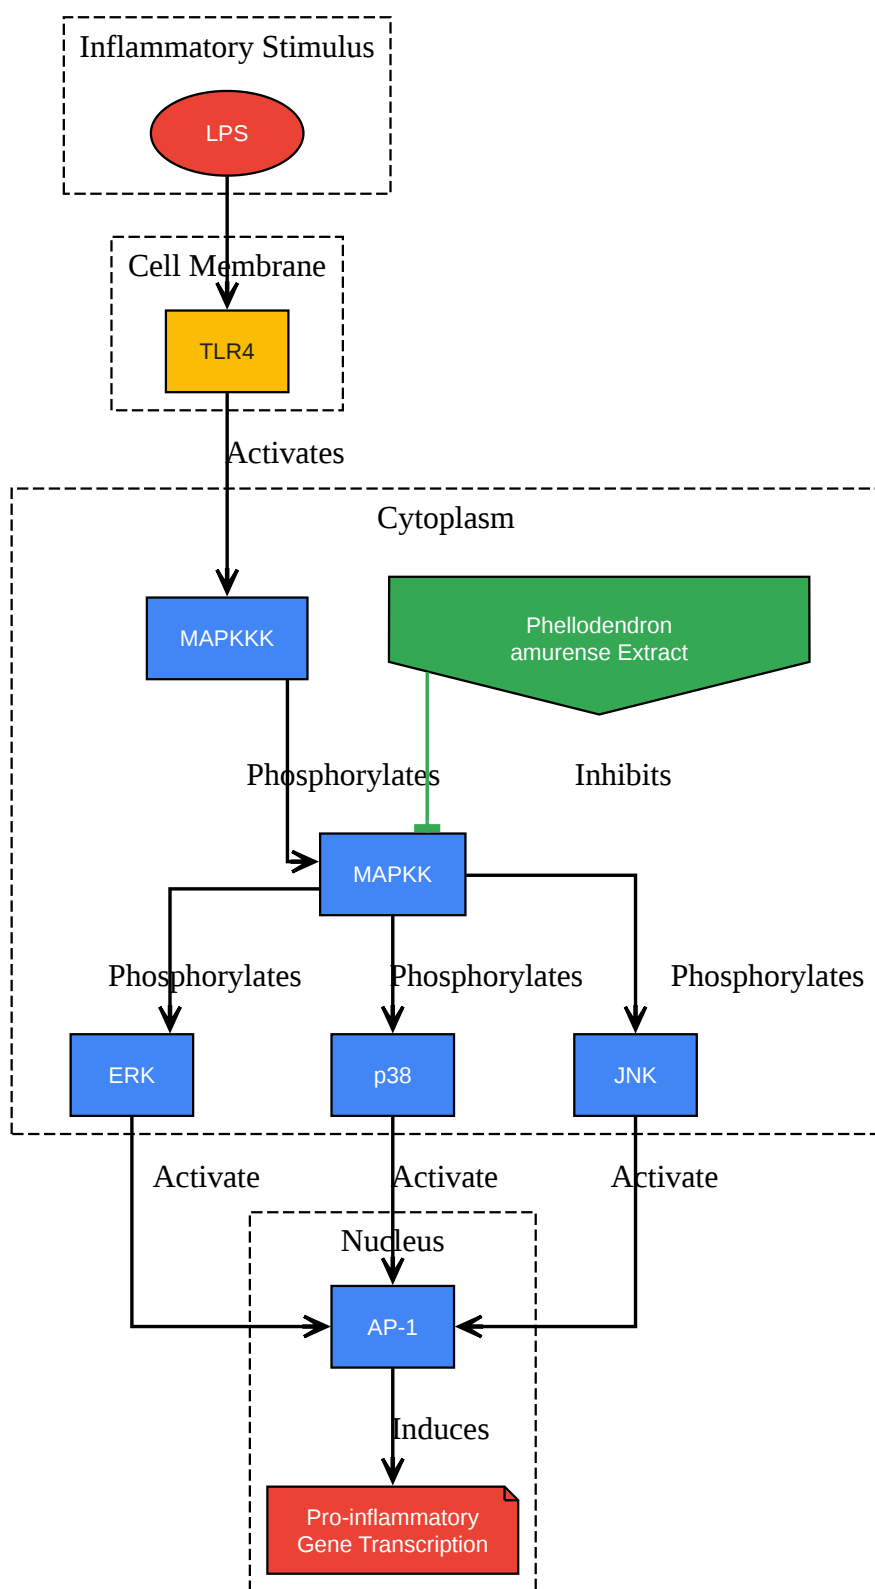 Inflammatory Stimulus
LPS
Cell Membrane
TLR4
Activates
Cytoplasm
MAPKKK
Phellodendron
amurense Extract
Phosphorylates
Inhibits
MAPKK
Phosphorylates
Phosphorylates
Phosphorylates
ERK
p38
JNK
Activate
Activate
Activate
Nucleus
AP-1
Induces
Pro-inflammatory
Gene Transcription